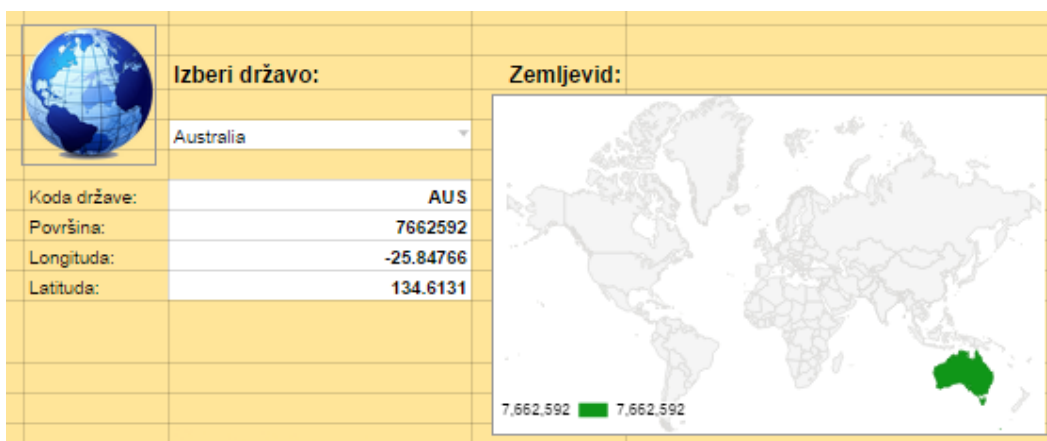 Izberi državo:
Zemljevid:
Australia
Koda države: AUS
Površina: 7662592
Longituda: -25.84766
Latituda: 134.6131
7,662,592 7,662,592